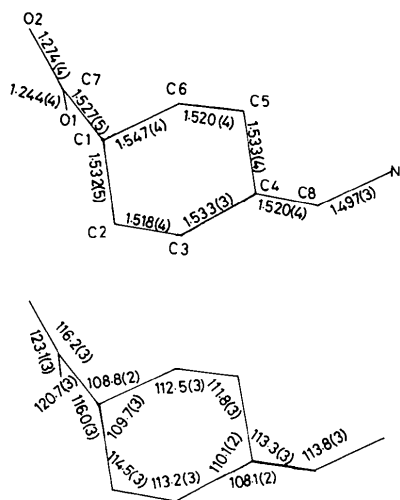 O2
1·274(4)
C7
1·244(4)
1·527(5)
O1
C6
C5
C1
1·547(4)
1·520(4)
1·532(5)
1·533(4)
C4
C8
N
C2
1·518(4)
1·533(3)
1·520(4)
1·497(3)
C3
116·2(3)
123·1(3)
120·7(3)
108·8(2)
116·0(3)
109·7(3)
112·5(3)
111·8(3)
114·5(3)
113·2(3)
110·1(2)
113·3(3)
113·8(3)
108·1(2)